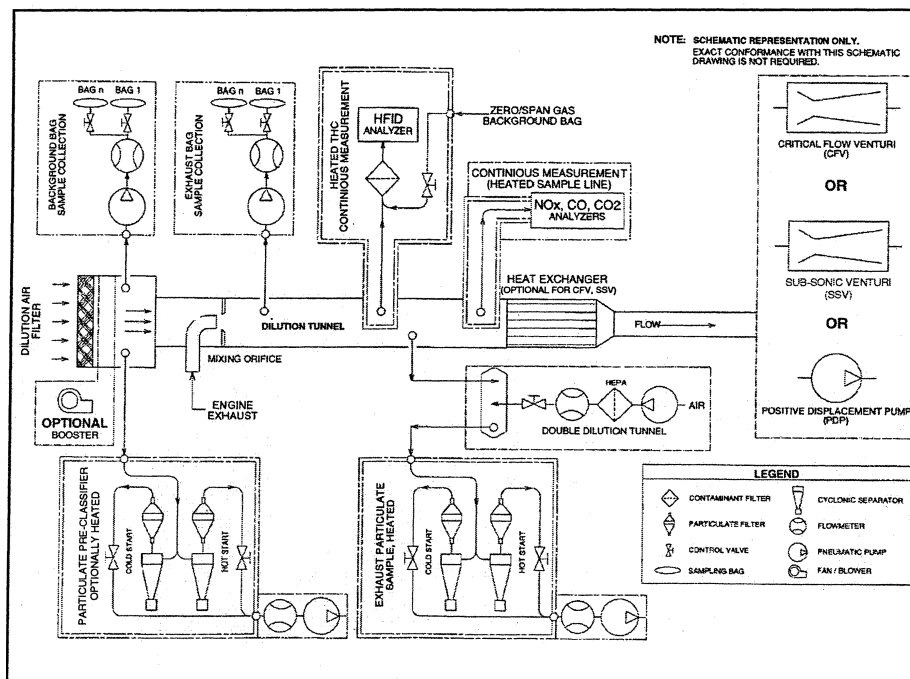 NOTE: SCHEMATIC REPRESENTATION ONLY.
EXACT CONFORMANCE WITH THIS SCHEMATIC
DRAWING IS NOT REQUIRED.
BAG n BAG 1
BACKGROUND BAG
SAMPLE COLLECTION
BAG n BAG 1
EXHAUST BAG
SAMPLE COLLECTION
HEATED THC
CONTINIOUS MEASUREMENT
HFID
ANALYZER
ZERO/SPAN GAS
BACKGROUND BAG
CONTINIOUS MEASUREMENT
(HEATED SAMPLE LINE)
NOx, CO, CO2
ANALYZERS
CRITICAL FLOW VENTURI
(CFV)
OR
SUB-SONIC VENTURI
(SSV)
OR
POSITIVE DISPLACEMENT PUMP
(PDP)
DILUTION AIR
FILTER
DILUTION TUNNEL
MIXING ORIFICE
ENGINE
EXHAUST
HEAT EXCHANGER
(OPTIONAL FOR CFV, SSV)
FLOW
OPTIONAL
BOOSTER
HEPA
AIR
DOUBLE DILUTION TUNNEL
PARTICULATE PRE-CLASSIFIER
OPTIONALLY HEATED
COLD START
HOT START
EXHAUST PARTICULATE
SAMPLE, HEATED
COLD START
HOT START
LEGEND
CONTAMINANT FILTER
CYCLONIC SEPARATOR
PARTICULATE FILTER
FLOWMETER
CONTROL VALVE
PNEUMATIC PUMP
SAMPLING BAG
FAN / BLOWER